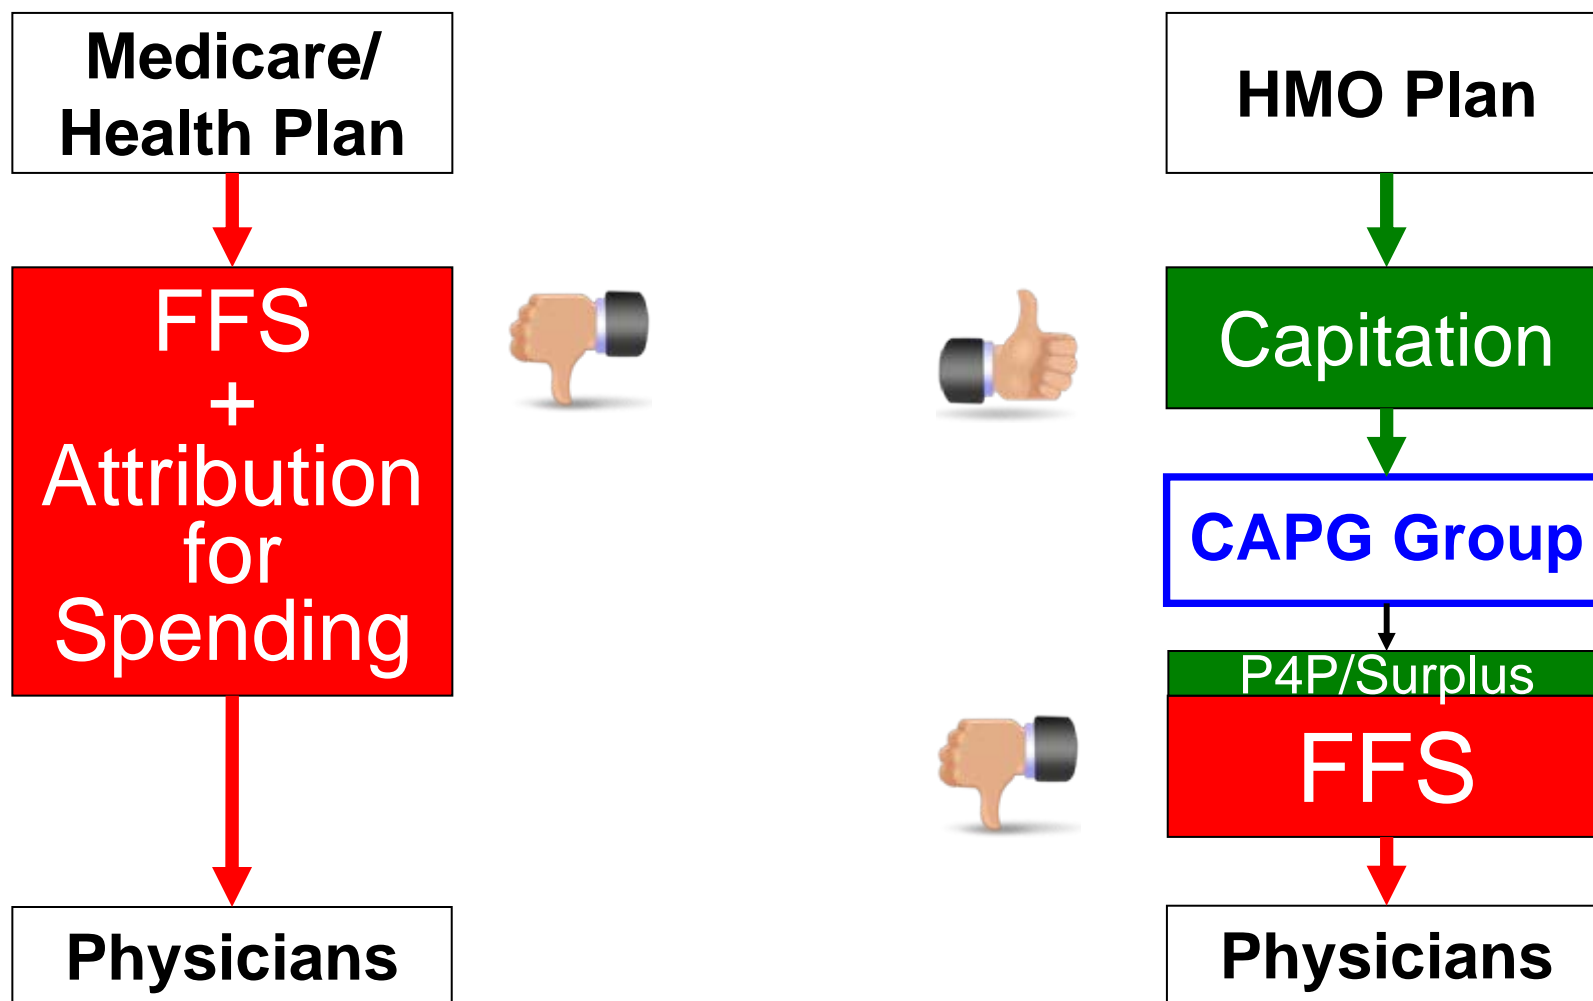 Medicare/
Health Plan
FFS
+
Attribution
for
Spending
Physicians
HMO Plan
Capitation
CAPG Group
P4P/Surplus
FFS
Physicians